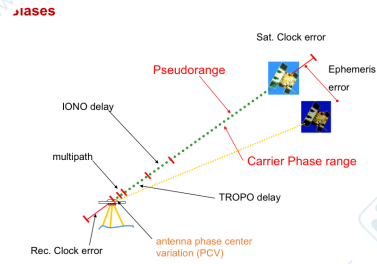 Biases
Sat. Clock error
Pseudorange
Ephemeris
error
IONO delay
Carrier Phase range
multipath
TROPO delay
Rec. Clock error
antenna phase center
variation (PCV)